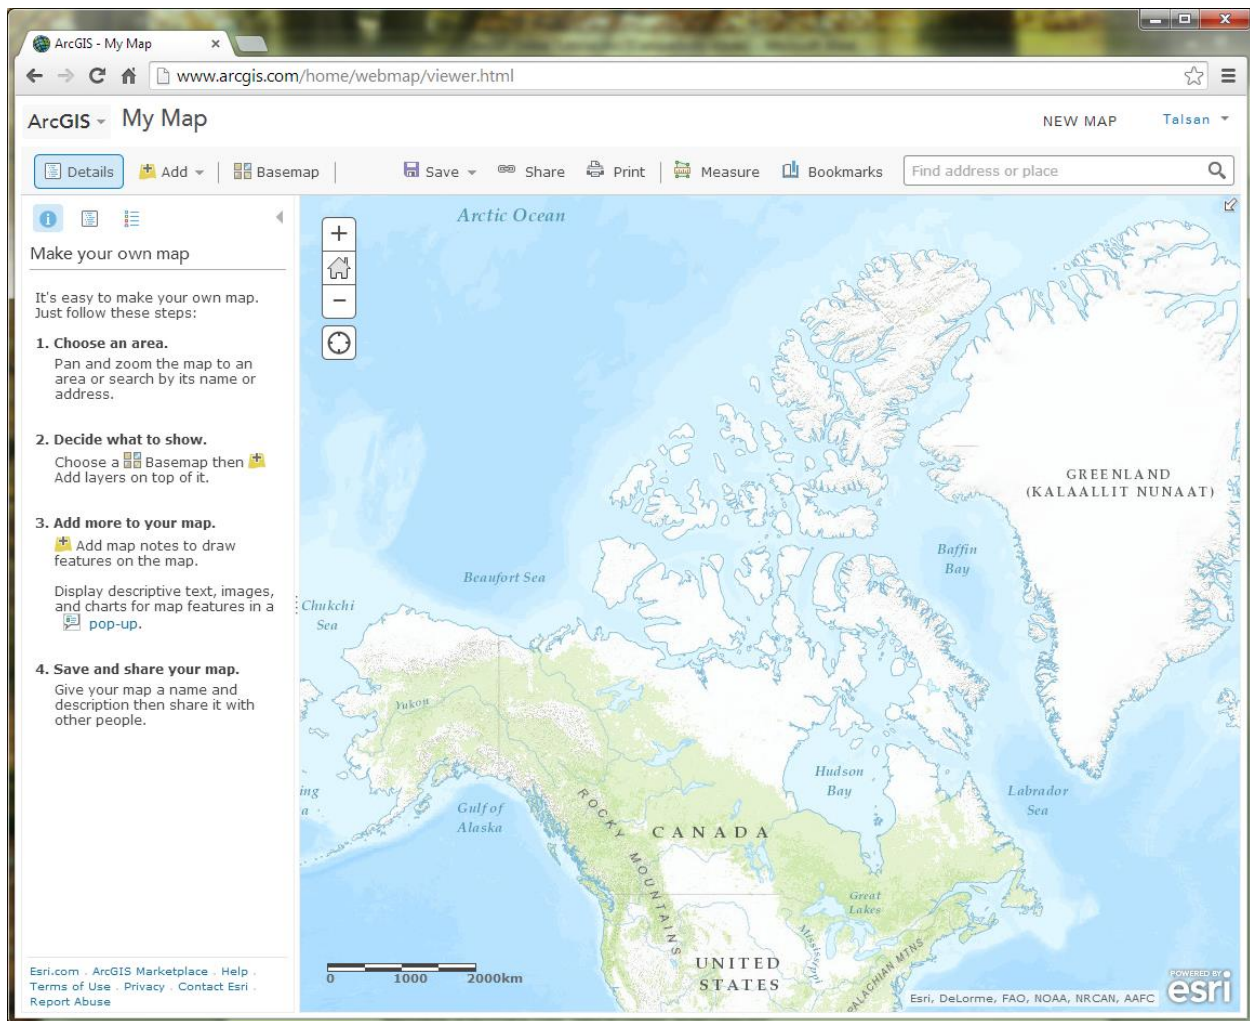 ArcGIS - My Map
www.arcgis.com/home/webmap/viewer.html
ArcGIS My Map
NEW MAP Talsan
Details Add Basemap Save Share Print Measure Bookmarks Find address or place
Make your own map
It's easy to make your own map.
Just follow these steps:
1. Choose an area.
Pan and zoom the map to an
area or search by its name or
address.
2. Decide what to show.
Choose a Basemap then
Add layers on top of it.
3. Add more to your map.
Add map notes to draw
features on the map.
Display descriptive text, images,
and charts for map features in a
pop-up.
4. Save and share your map.
Give your map a name and
description then share it with
other people.
Esri.com . ArcGIS Marketplace . Help .
Terms of Use . Privacy . Contact Esri .
Report Abuse
Arctic Ocean
GREENLAND
(KALAALLIT NUNAAT)
Baffin
Bay
Beaufort Sea
Chukchi
Sea
Yukon
Hudson
Bay
Labrador
Sea
ing
a
Gulf of
Alaska
ROCKY MOUNTAINS
CANADA
Great
Lakes
Mississippi
PALACHIAN MTNS
UNITED
STATES
0 1000 2000km
Esri, DeLorme, FAO, NOAA, NRCAN, AAFC
POWERED BY
esri